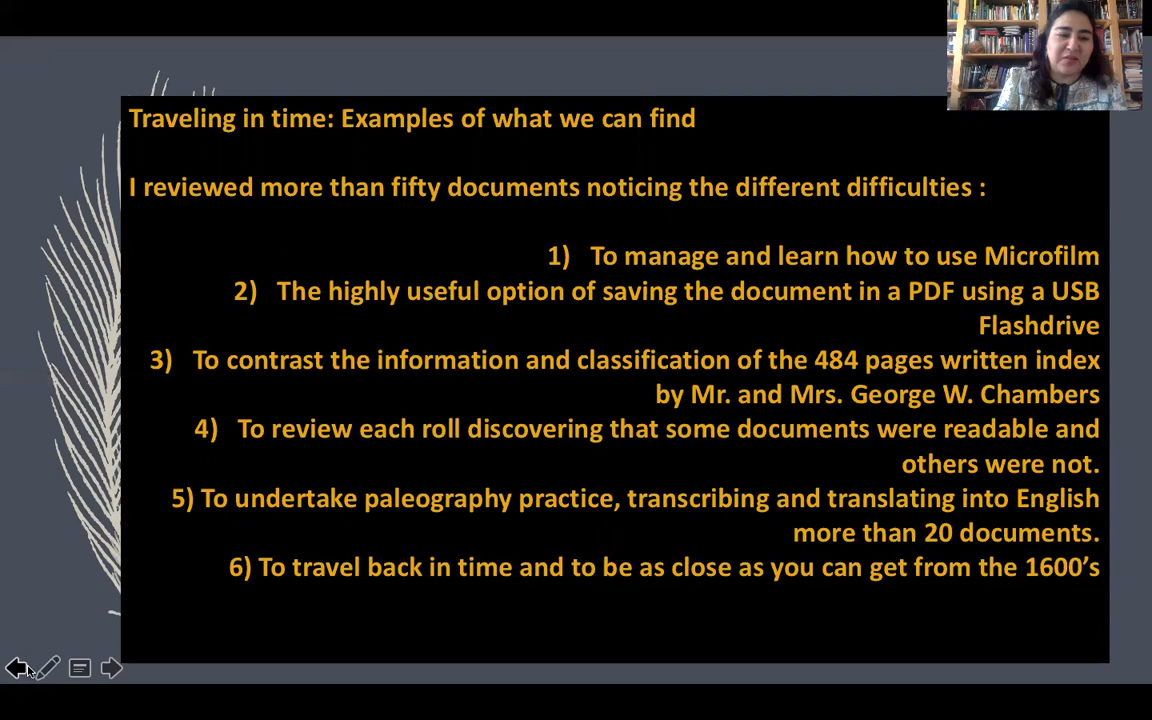 Traveling in time: Examples of what we can find
I reviewed more than fifty documents noticing the different difficulties :
1) To manage and learn how to use Microfilm
2) The highly useful option of saving the document in a PDF using a USB
Flashdrive
3) To contrast the information and classification of the 484 pages written index
by Mr. and Mrs. George W. Chambers
4) To review each roll discovering that some documents were readable and
others were not.
5) To undertake paleography practice, transcribing and translating into English
more than 20 documents.
6) To travel back in time and to be as close as you can get from the 1600’s